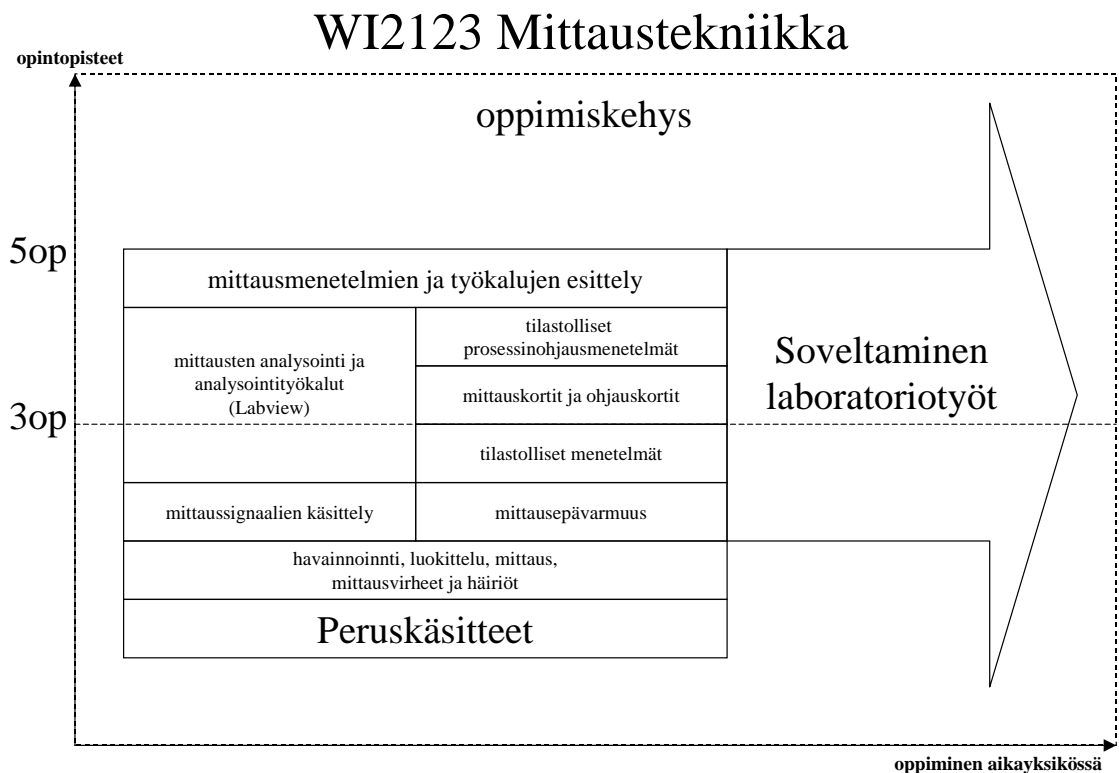 WI2123 Mittaustekniikka
opintopisteet
oppimiskehys
5op
mittausmenetelmien ja työkalujen esittely
mittausten analysointi ja
analysointityökalut
(Labview)
tilastolliset
prosessinohjausmenetelmät
mittauskortit ja ohjauskortit
Soveltaminen
laboratoriotyöt
3op
tilastolliset menetelmät
mittaussignaalien käsittely
mittausepävarmuus
havainnoinnti, luokittelu, mittaus,
mittausvirheet ja häiriöt
Peruskäsitteet
oppiminen aikayksikössä